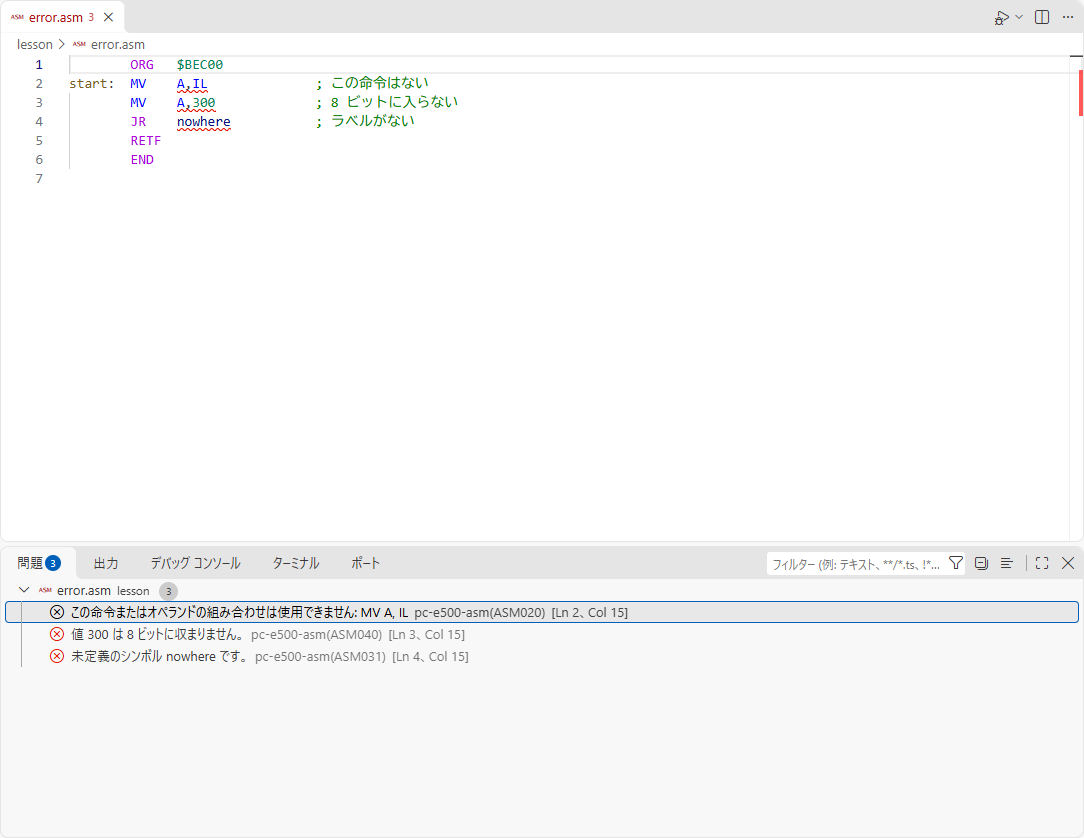 ASM error.asm 3
lesson > ASM error.asm
1 ORG $BEC00
2 start: MV A,IL ; この命令はない
3 MV A,300 ; 8 ビットに入らない
4 JR nowhere ; ラベルがない
5 RETF
6 END
7
問題 3 出力 デバッグ コンソール ターミナル ポート フィルター (例: テキスト、**/*.ts、!*...
ASM error.asm lesson 3
この命令またはオペランドの組み合わせは使用できません: MV A, IL pc-e500-asm(ASM020) [Ln 2、Col 15]
値 300 は 8 ビットに収まりません。 pc-e500-asm(ASM040) [Ln 3、Col 15]
未定義のシンボル nowhere です。 pc-e500-asm(ASM031) [Ln 4、Col 15]